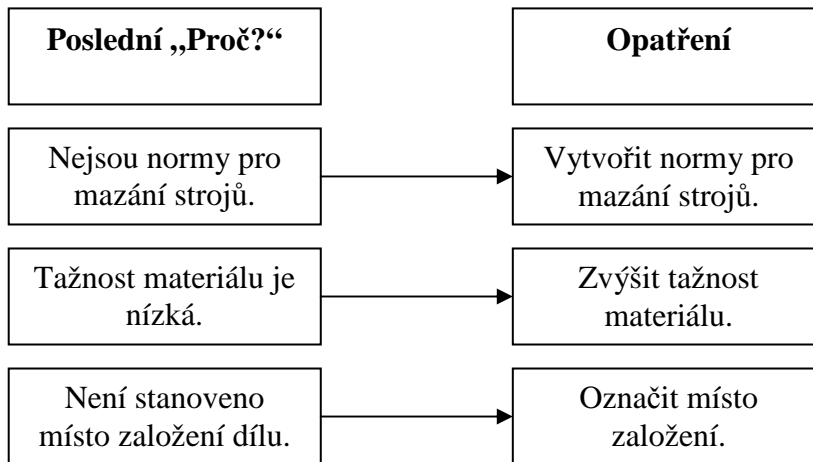 Poslední „Proč?“
Opatření
Nejsou normy pro
mazání strojů.
Vytvořit normy pro
mazání strojů.
Tažnost materiálu je
nízká.
Zvýšit tažnost
materiálu.
Není stanoveno
místo založení dílu.
Označit místo
založení.